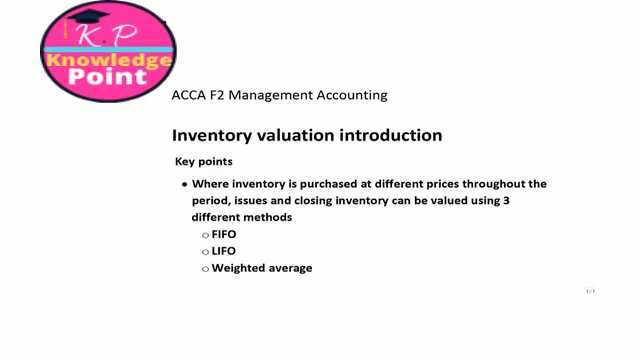 K.P
Knowledge
Point
ACCA F2 Management Accounting
Inventory valuation introduction
Key points
• Where inventory is purchased at different prices throughout the
period, issues and closing inventory can be valued using 3
different methods
○ FIFO
○ LIFO
○ Weighted average
1 / 1